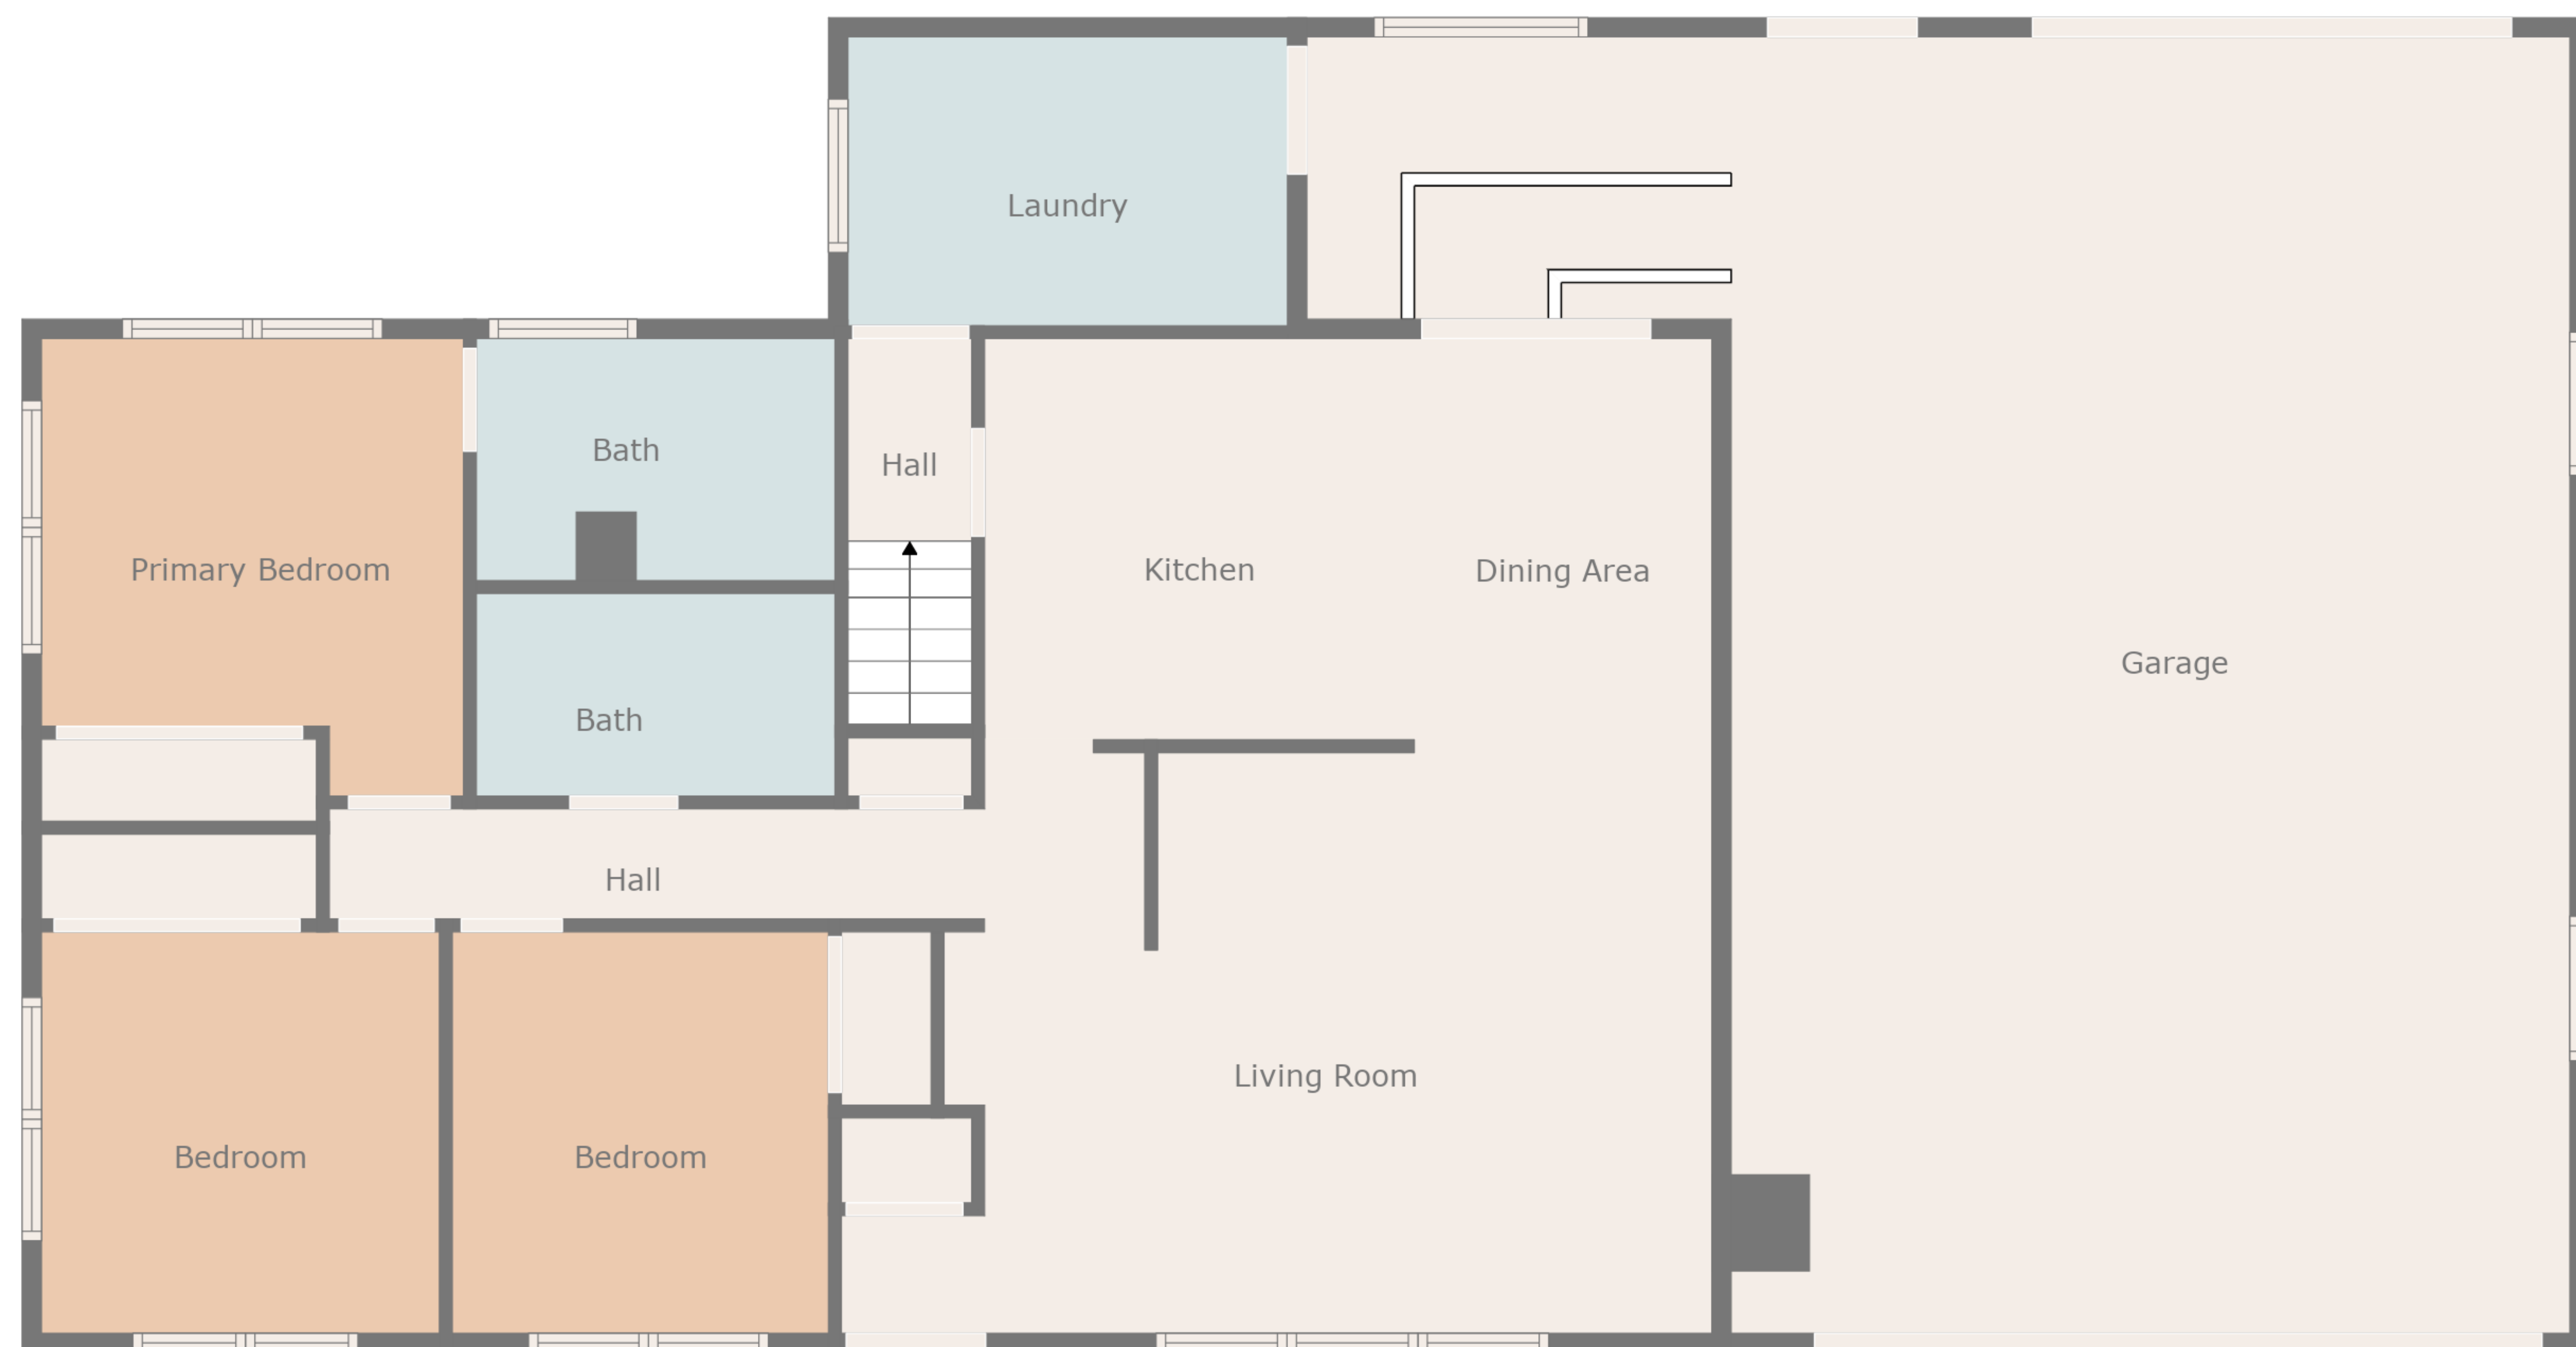 Laundry
Bath
Hall
Primary Bedroom
Kitchen
Dining Area
Garage
Bath
Hall
Living Room
Bedroom
Bedroom